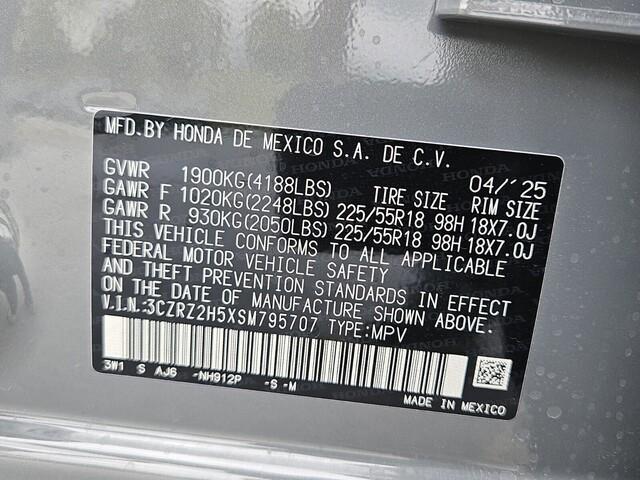 MFD.BY HONDA DE MEXICO S.A. DE C.V.
GVWR 1900KG(4188LBS) 04/'25
GAWR F 1020KG(2248LBS) TIRE SIZE RIM SIZE
GAWR R 930KG(2050LBS) 225/55R18 98H 18X7.0J
225/55R18 98H 18X7.0J
THIS VEHICLE CONFORMS TO ALL APPLICABLE
FEDERAL MOTOR VEHICLE SAFETY
AND THEFT PREVENTION STANDARDS IN EFFECT
ON THE DATE OF MANUFACTURE SHOWN ABOVE.
V.I.N.:3CZRZ2H5XSM795707 TYPE:MPV
3W1 S AJ6 -NH912P -S -M
MADE IN MEXICO